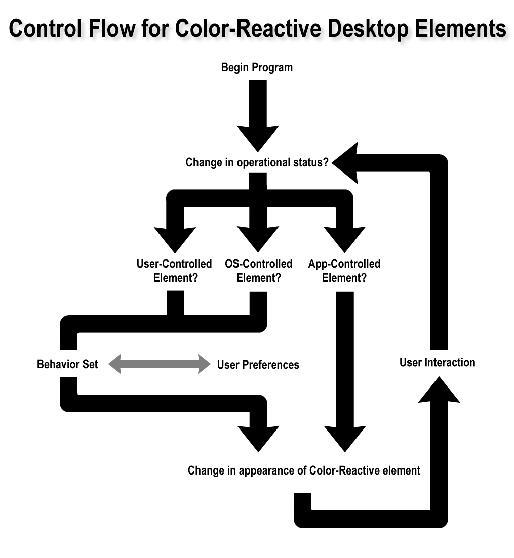 Control Flow for Color-Reactive Desktop Elements
Begin Program
Change in operational status?
User-Controlled
Element?
OS-Controlled
Element?
App-Controlled
Element?
Behavior Set
User Preferences
User Interaction
Change in appearance of Color-Reactive element